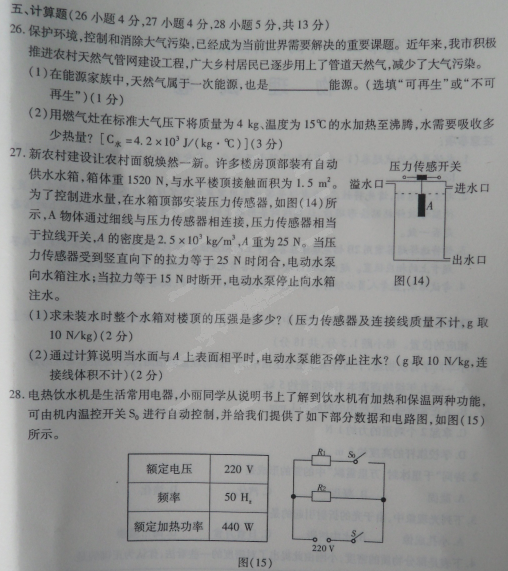 五、计算题(26小题4分,27小题4分,28小题5分,共13分)
26. 保护环境,控制和消除大气污染,已经成为当前世界需要解决的重要课题。近年来,我市积极
推进农村天然气管网建设工程,广大乡村居民已逐步用上了管道天然气,减少了大气污染。
(1)在能源家族中,天然气属于一次能源,也是________能源。(选填“可再生”或“不可
再生”)(1分)
(2)用燃气灶在标准大气压下将质量为4 kg、温度为15℃的水加热至沸腾,水需要吸收多
少热量?[C水=4.2×10³ J/(kg·℃)](3分)
27. 新农村建设让农村面貌焕然一新。许多楼房顶部装有自动
供水水箱,箱体重1520 N,与水平楼顶接触面积为1.5 m²。
为了控制进水量,在水箱顶部安装压力传感器,如图(14)所
示,A物体通过细线与压力传感器相连接,压力传感器相当
于拉线开关,A的密度是2.5×10³ kg/m³,A重为25 N。当压
力传感器受到竖直向下的拉力等于25 N时闭合,电动水泵
向水箱注水;当拉力等于15 N时断开,电动水泵停止向水箱
注水。
压力传感开关
溢水口
进水口
A
出水口
图(14)
(1)求未装水时整个水箱对楼顶的压强是多少?(压力传感器及连接线质量不计,g取
10 N/kg)(2分)
(2)通过计算说明当水面与A上表面相平时,电动水泵能否停止注水?(g取10 N/kg,连
接线体积不计)(2分)
28. 电热饮水机是生活常用电器,小丽同学从说明书上了解到饮水机有加热和保温两种功能,
可由机内温控开关S₀进行自动控制,并给我们提供了如下部分数据和电路图,如图(15)
所示。
额定电压 220 V
频率 50 Hz
额定加热功率 440 W
R₁ S₀
R₂
S
220 V
图(15)